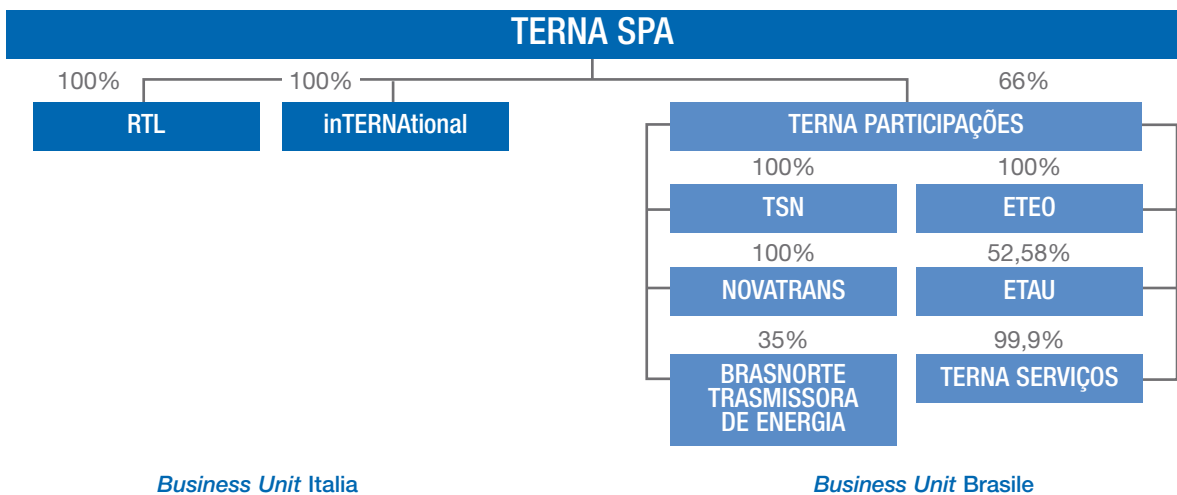 TERNA SPA
100% 100% 66%
RTL inTERNAtional TERNA PARTICIPAÇÕES
100% 100%
TSN ETEO
100% 52,58%
NOVATRANS ETAU
35% 99,9%
BRASNORTE
TRASMISSORA
DE ENERGIA
TERNA SERVIÇOS
Business Unit Italia Business Unit Brasile